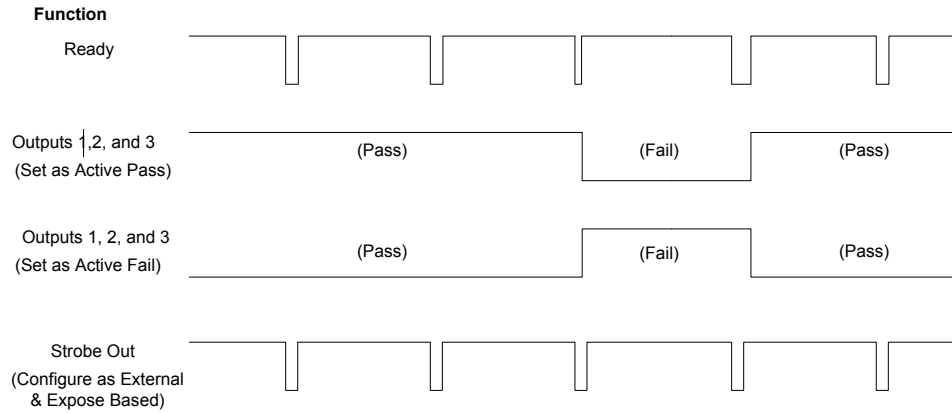 Function
Ready
Outputs 1,2, and 3
(Set as Active Pass)
(Pass)
(Fail)
(Pass)
Outputs 1, 2, and 3
(Set as Active Fail)
(Pass)
(Fail)
(Pass)
Strobe Out
(Configure as External
& Expose Based)